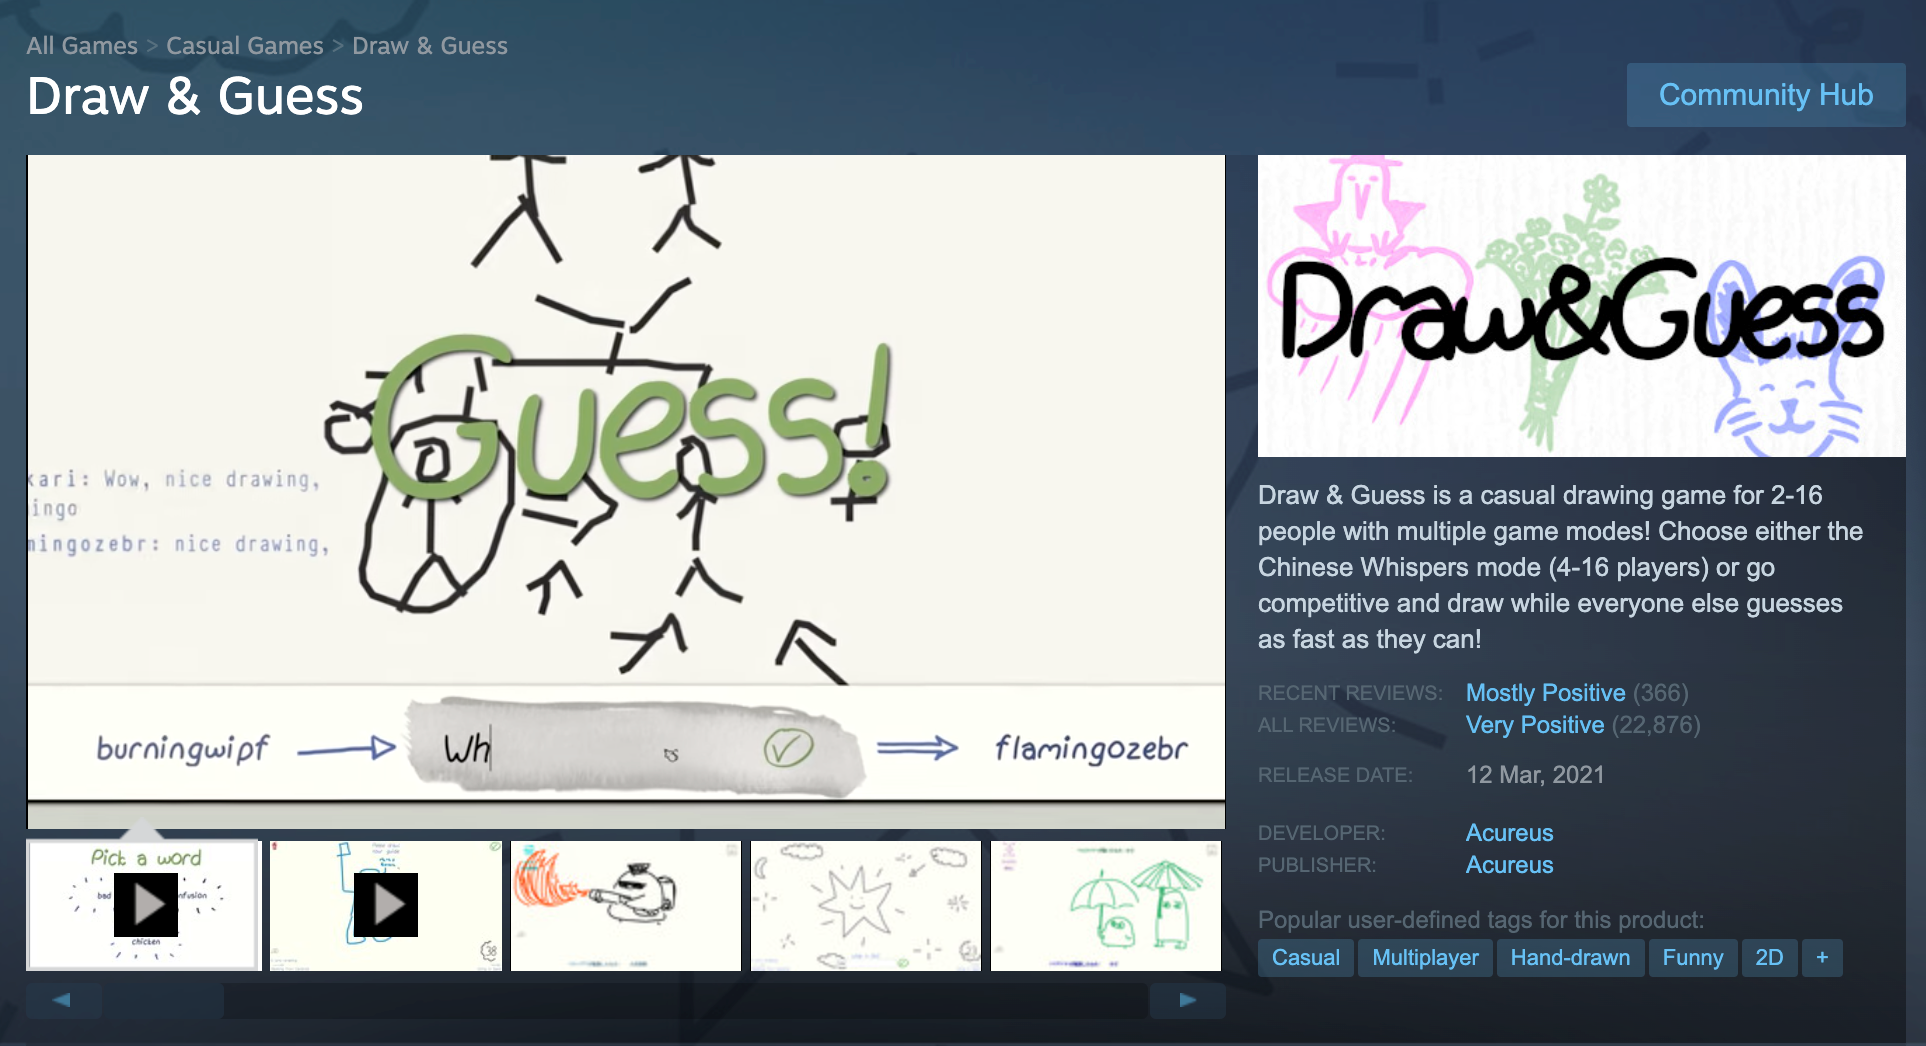 All Games > Casual Games > Draw & Guess
Draw & Guess
Community Hub
Guess!
kari: Wow, nice drawing,
ingo
mingozebr: nice drawing,
burningwipf
Wh
flamingozebr
Pick a word
bad
nfusion
chicken
38
23
Draw&Guess
Draw & Guess is a casual drawing game for 2-16
people with multiple game modes! Choose either the
Chinese Whispers mode (4-16 players) or go
competitive and draw while everyone else guesses
as fast as they can!
RECENT REVIEWS: Mostly Positive (366)
ALL REVIEWS: Very Positive (22,876)
RELEASE DATE: 12 Mar, 2021
DEVELOPER: Acureus
PUBLISHER: Acureus
Popular user-defined tags for this product:
Casual Multiplayer Hand-drawn Funny 2D +